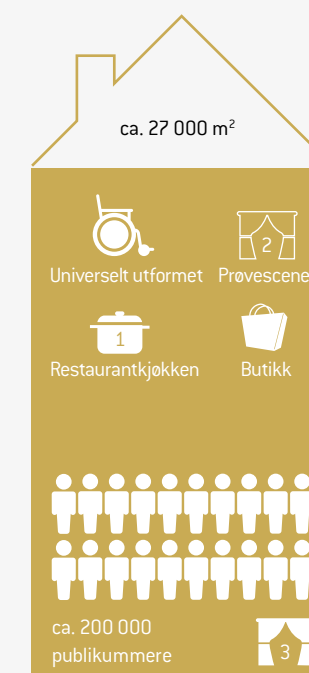 ca. 27 000 m²
2
Universelt utformet Prøvescene
1
Restaurantkjøkken Butikk
ca. 200 000
publikummere
3